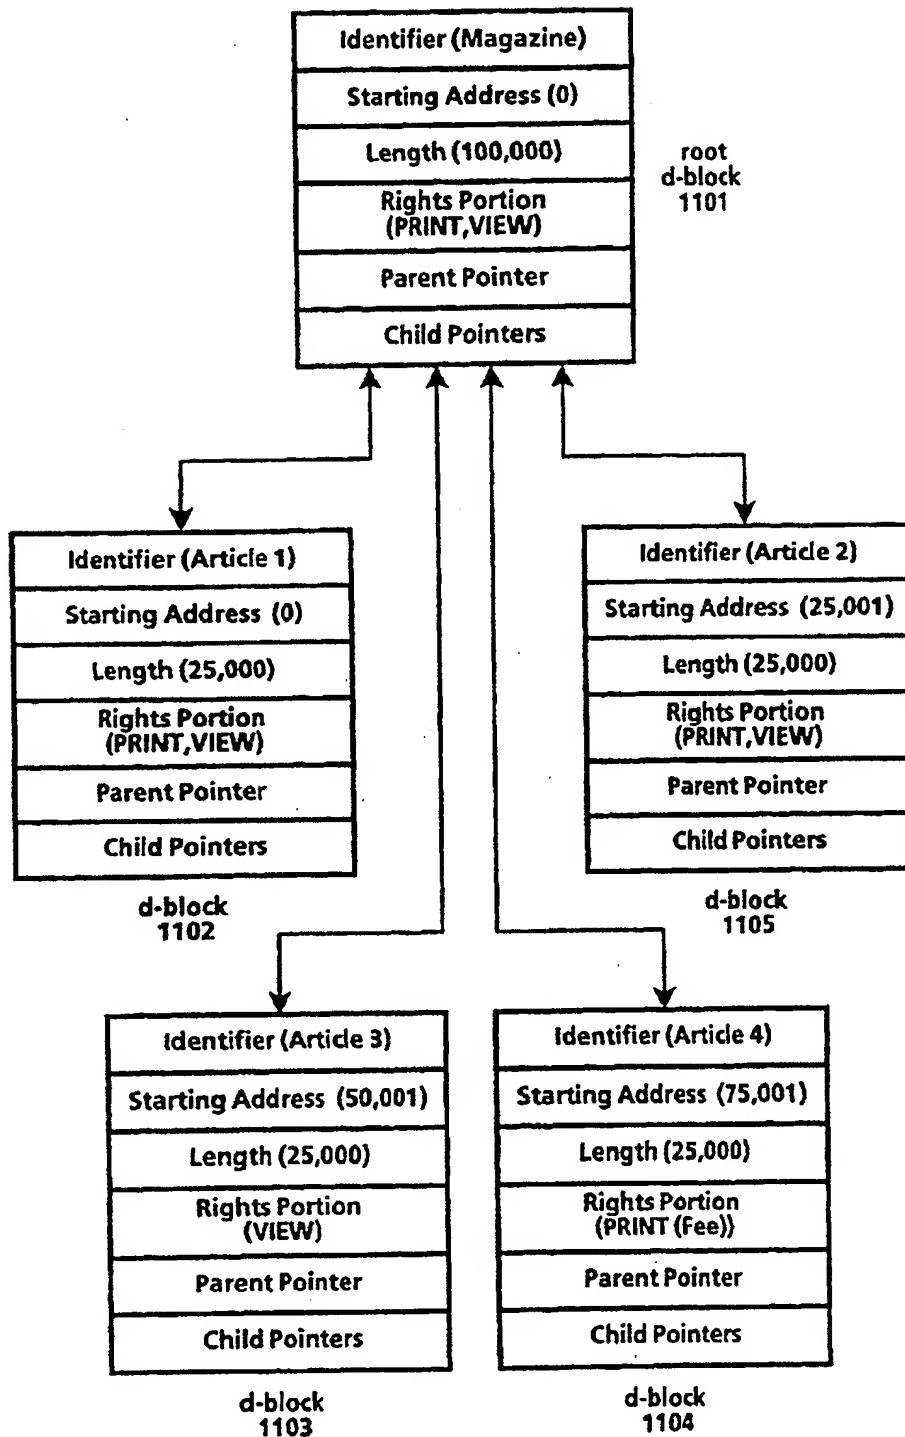 Identifier (Magazine)
Starting Address (0)
Length (100,000)
Rights Portion
(PRINT,VIEW)
Parent Pointer
Child Pointers
root
d-block
1101
Identifier (Article 1)
Starting Address (0)
Length (25,000)
Rights Portion
(PRINT,VIEW)
Parent Pointer
Child Pointers
d-block
1102
Identifier (Article 2)
Starting Address (25,001)
Length (25,000)
Rights Portion
(PRINT,VIEW)
Parent Pointer
Child Pointers
d-block
1105
Identifier (Article 3)
Starting Address (50,001)
Length (25,000)
Rights Portion
(VIEW)
Parent Pointer
Child Pointers
d-block
1103
Identifier (Article 4)
Starting Address (75,001)
Length (25,000)
Rights Portion
(PRINT (Fee))
Parent Pointer
Child Pointers
d-block
1104